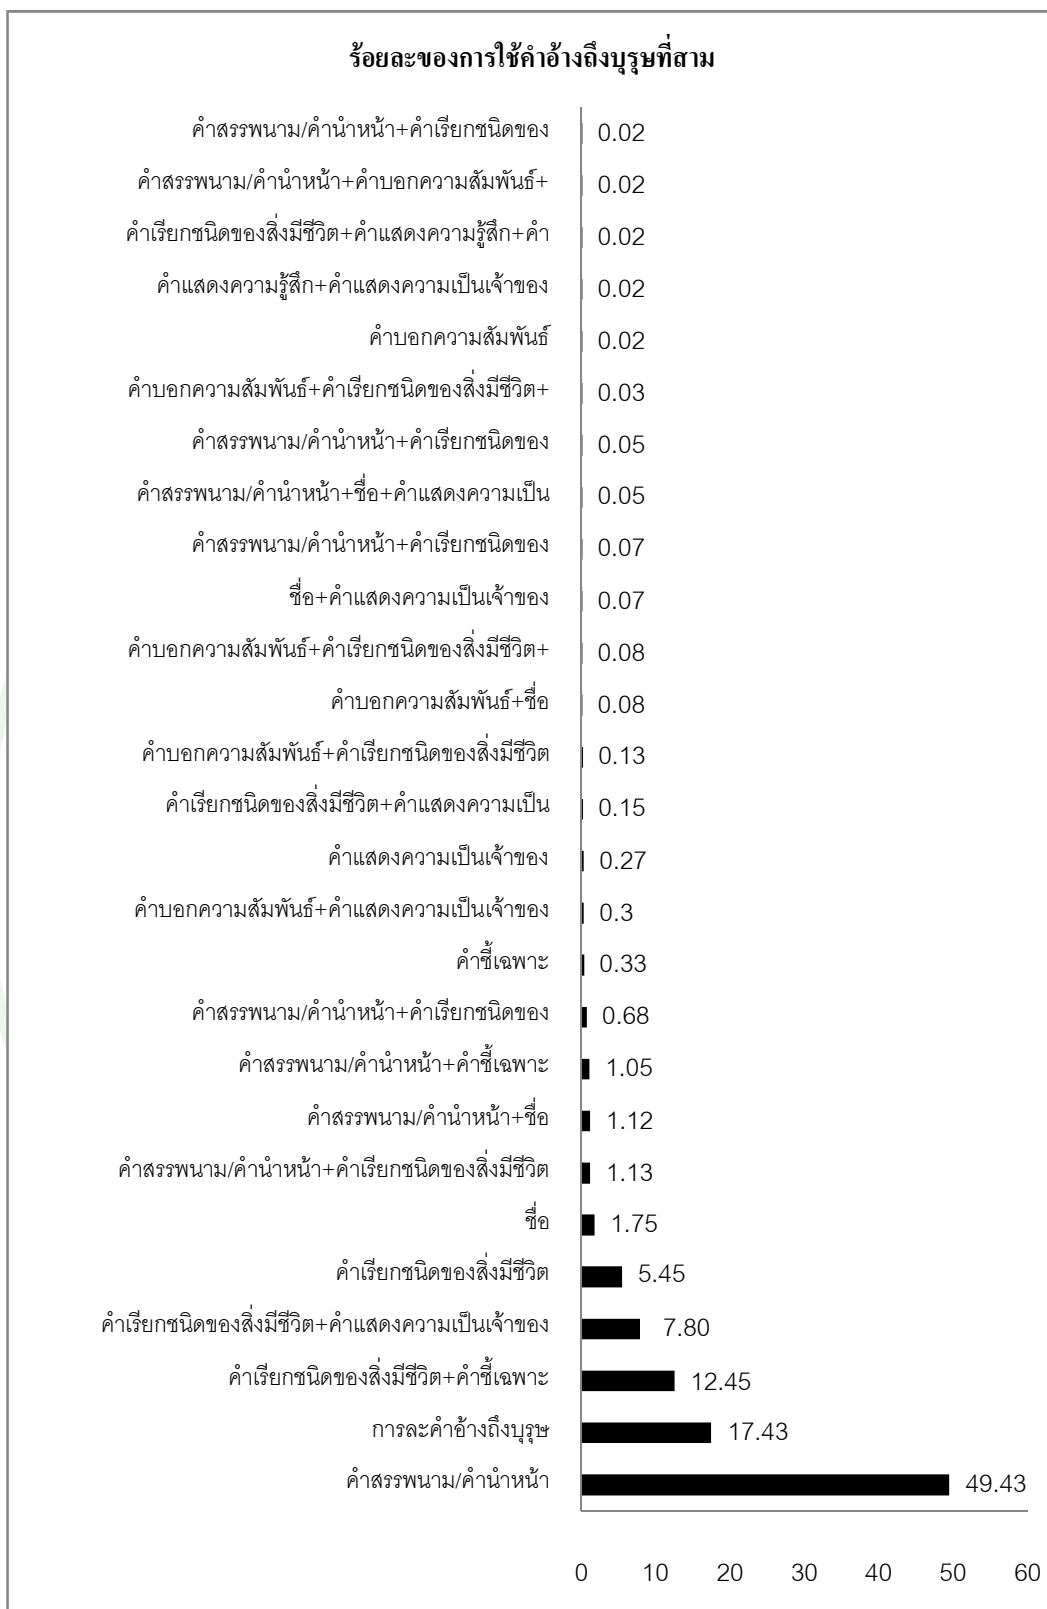 ร้อยละของการใช้คำอ้างถึงบุรุษที่สาม
คำสรรพนาม/คำนำหน้า+คำเรียกชนิดของ 0.02
คำสรรพนาม/คำนำหน้า+คำบอกความสัมพันธ์+ 0.02
คำเรียกชนิดของสิ่งมีชีวิต+คำแสดงความรู้สึก+คำ 0.02
คำแสดงความรู้สึก+คำแสดงความเป็นเจ้าของ 0.02
คำบอกความสัมพันธ์ 0.02
คำบอกความสัมพันธ์+คำเรียกชนิดของสิ่งมีชีวิต+ 0.03
คำสรรพนาม/คำนำหน้า+คำเรียกชนิดของ 0.05
คำสรรพนาม/คำนำหน้า+ชื่อ+คำแสดงความเป็น 0.05
คำสรรพนาม/คำนำหน้า+คำเรียกชนิดของ 0.07
ชื่อ+คำแสดงความเป็นเจ้าของ 0.07
คำบอกความสัมพันธ์+คำเรียกชนิดของสิ่งมีชีวิต+ 0.08
คำบอกความสัมพันธ์+ชื่อ 0.08
คำบอกความสัมพันธ์+คำเรียกชนิดของสิ่งมีชีวิต 0.13
คำเรียกชนิดของสิ่งมีชีวิต+คำแสดงความเป็น 0.15
คำแสดงความเป็นเจ้าของ 0.27
คำบอกความสัมพันธ์+คำแสดงความเป็นเจ้าของ 0.3
คำชี้เฉพาะ 0.33
คำสรรพนาม/คำนำหน้า+คำเรียกชนิดของ 0.68
คำสรรพนาม/คำนำหน้า+คำชี้เฉพาะ 1.05
คำสรรพนาม/คำนำหน้า+ชื่อ 1.12
คำสรรพนาม/คำนำหน้า+คำเรียกชนิดของสิ่งมีชีวิต 1.13
ชื่อ 1.75
คำเรียกชนิดของสิ่งมีชีวิต 5.45
คำเรียกชนิดของสิ่งมีชีวิต+คำแสดงความเป็นเจ้าของ 7.80
คำเรียกชนิดของสิ่งมีชีวิต+คำชี้เฉพาะ 12.45
การละคำอ้างถึงบุรุษ 17.43
คำสรรพนาม/คำนำหน้า 49.43
0 10 20 30 40 50 60